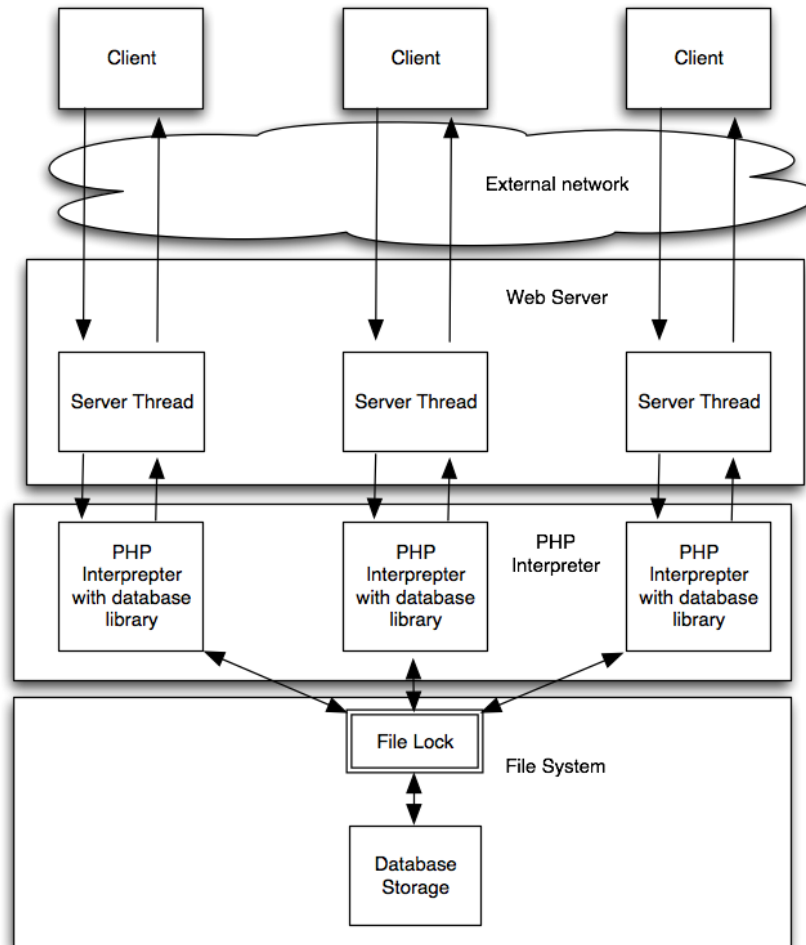 Client
Client
Client
External network
Web Server
Server Thread
Server Thread
Server Thread
PHP
Interprepter
with database
library
PHP
Interprepter
with database
library
PHP
Interpreter
PHP
Interprepter
with database
library
File Lock
File System
Database
Storage